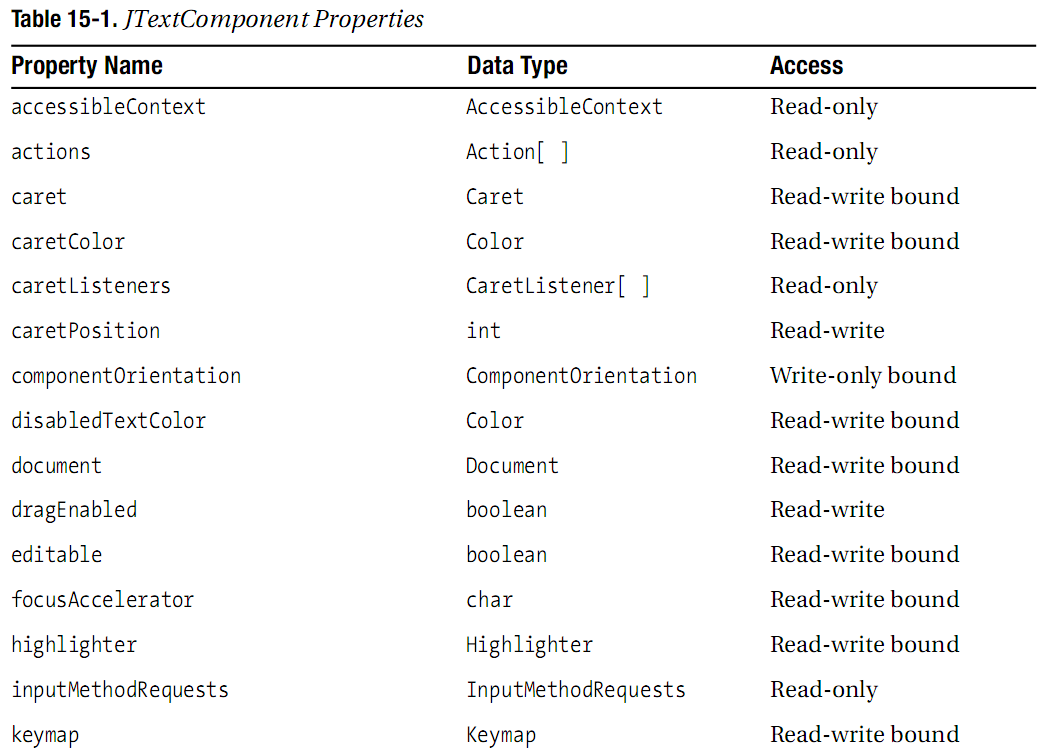 Table 15-1. JTextComponent Properties
Property Name Data Type Access
accessibleContext AccessibleContext Read-only
actions Action[ ] Read-only
caret Caret Read-write bound
caretColor Color Read-write bound
caretListeners CaretListener[ ] Read-only
caretPosition int Read-write
componentOrientation ComponentOrientation Write-only bound
disabledTextColor Color Read-write bound
document Document Read-write bound
dragEnabled boolean Read-write
editable boolean Read-write bound
focusAccelerator char Read-write bound
highlighter Highlighter Read-write bound
inputMethodRequests InputMethodRequests Read-only
keymap Keymap Read-write bound